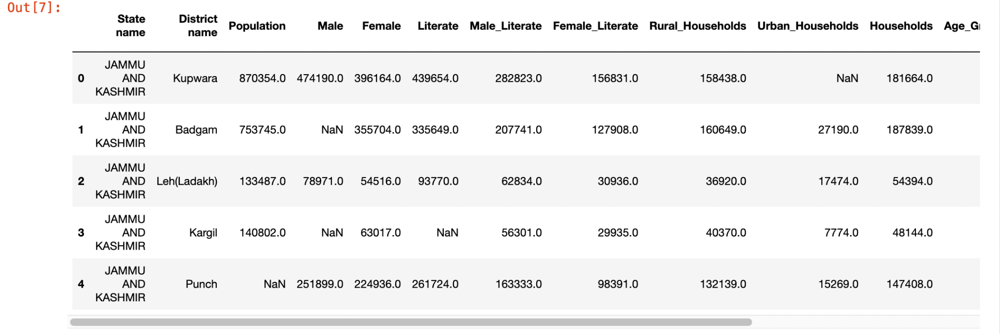 Out[7]:
State name District name Population Male Female Literate Male_Literate Female_Literate Rural_Households Urban_Households Households Age_G
0 JAMMU AND KASHMIR Kupwara 870354.0 474190.0 396164.0 439654.0 282823.0 156831.0 158438.0 NaN 181664.0
1 JAMMU AND KASHMIR Badgam 753745.0 NaN 355704.0 335649.0 207741.0 127908.0 160649.0 27190.0 187839.0
2 JAMMU AND KASHMIR Leh(Ladakh) 133487.0 78971.0 54516.0 93770.0 62834.0 30936.0 36920.0 17474.0 54394.0
3 JAMMU AND KASHMIR Kargil 140802.0 NaN 63017.0 NaN 56301.0 29935.0 40370.0 7774.0 48144.0
4 JAMMU AND KASHMIR Punch NaN 251899.0 224936.0 261724.0 163333.0 98391.0 132139.0 15269.0 147408.0